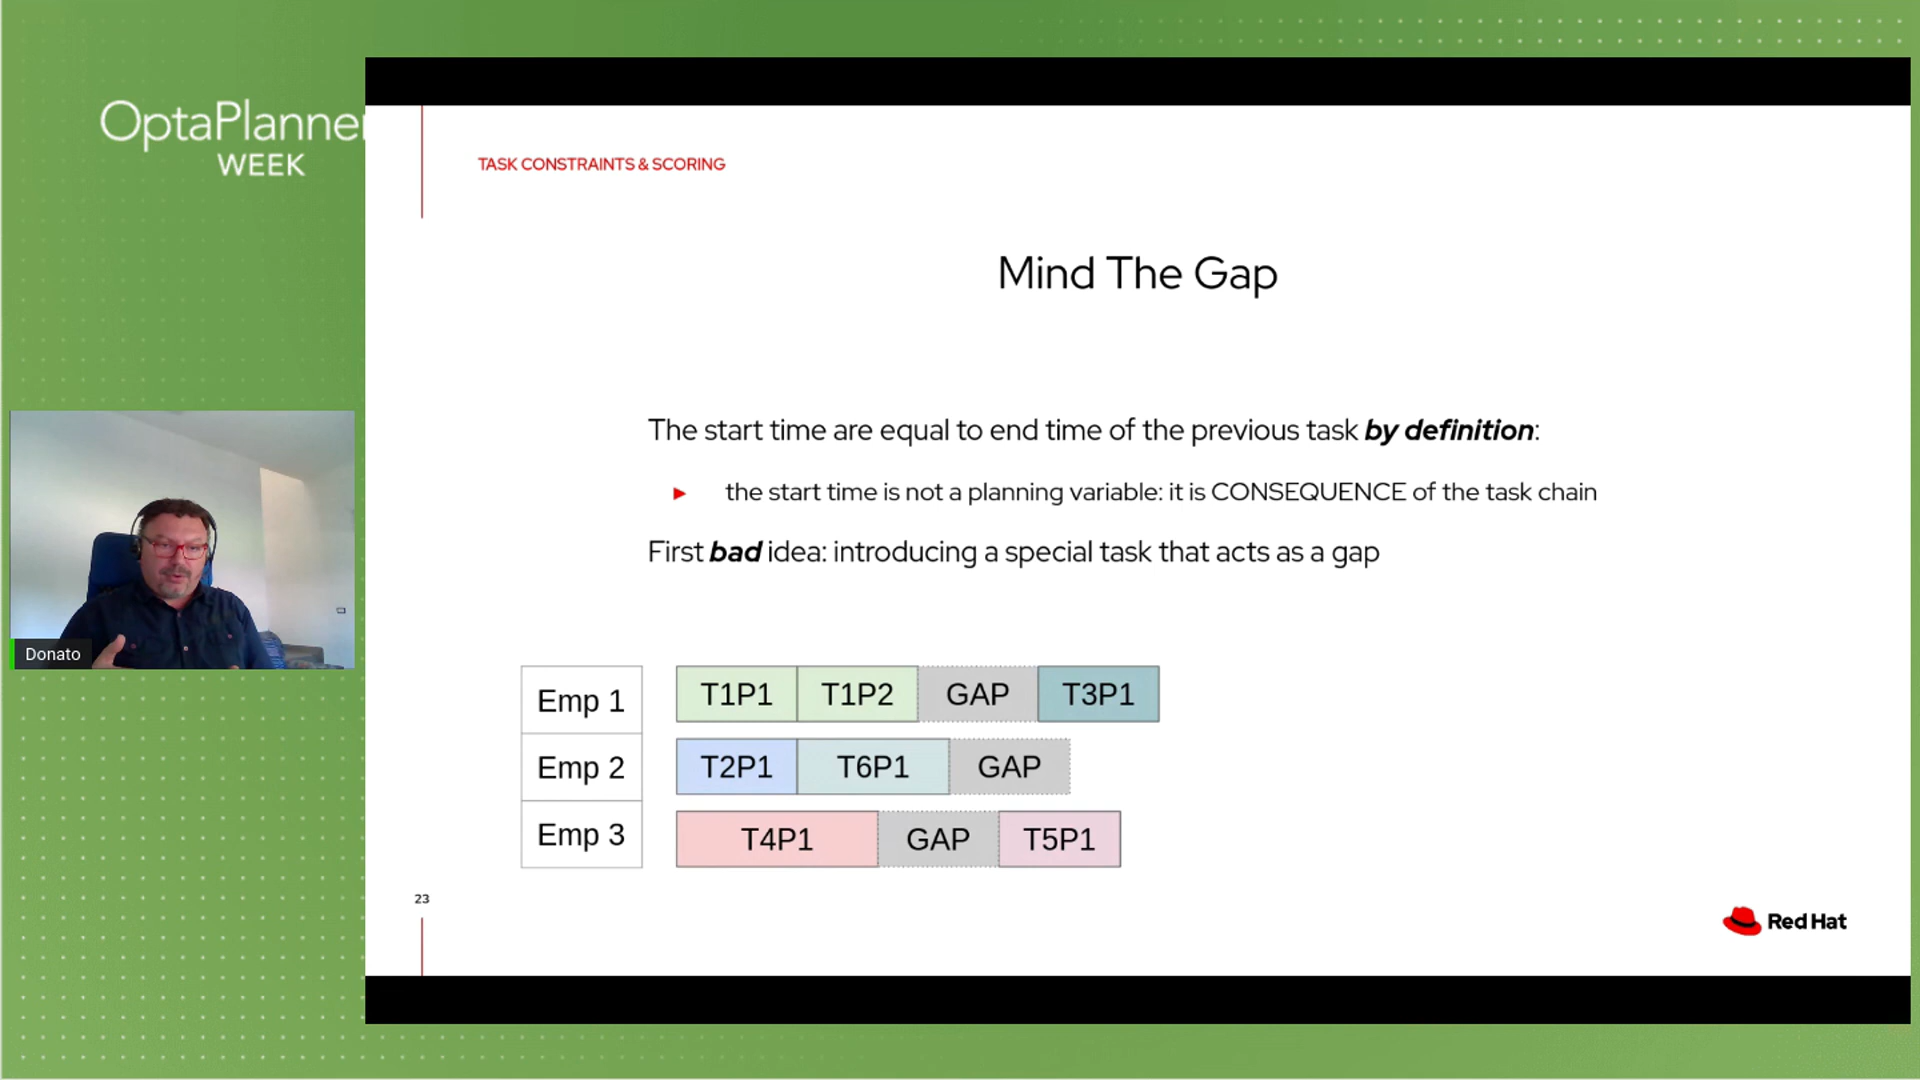 OptaPlanner
WEEK
TASK CONSTRAINTS & SCORING
Mind The Gap
The start time are equal to end time of the previous task by definition:
the start time is not a planning variable: it is CONSEQUENCE of the task chain
First bad idea: introducing a special task that acts as a gap
Emp 1 T1P1 T1P2 GAP T3P1
Emp 2 T2P1 T6P1 GAP
Emp 3 T4P1 GAP T5P1
Donato
23
Red Hat